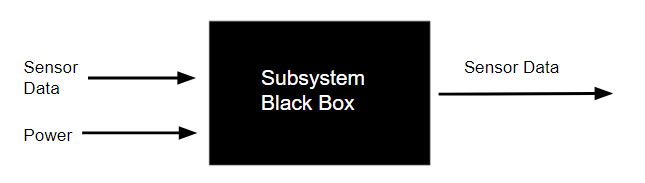 Sensor
Data
Power
Subsystem
Black Box
Sensor Data